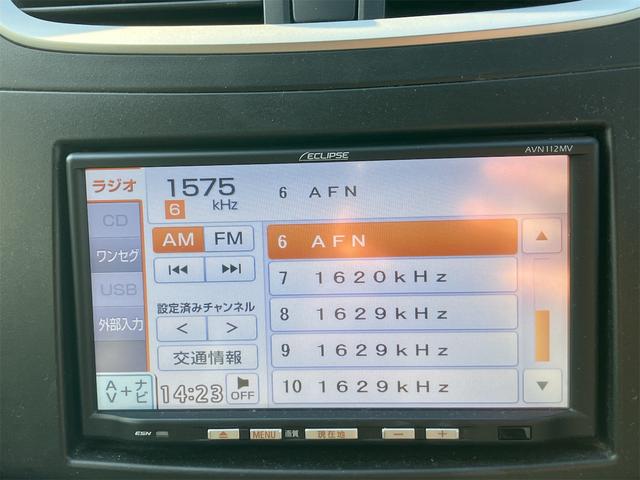 ECLIPSE
AVN112MV
ラジオ
1575
kHz
6
6 AFN
CD
AM FM
6 AFN
ワンセグ
7 1620kHz
USB
設定済みチャンネル
8 1629kHz
外部入力
< >
9 1629kHz
交通情報
AV+ナビ
14:23
OFF
10 1629kHz
ESN
MENU
画質
現在地
− +